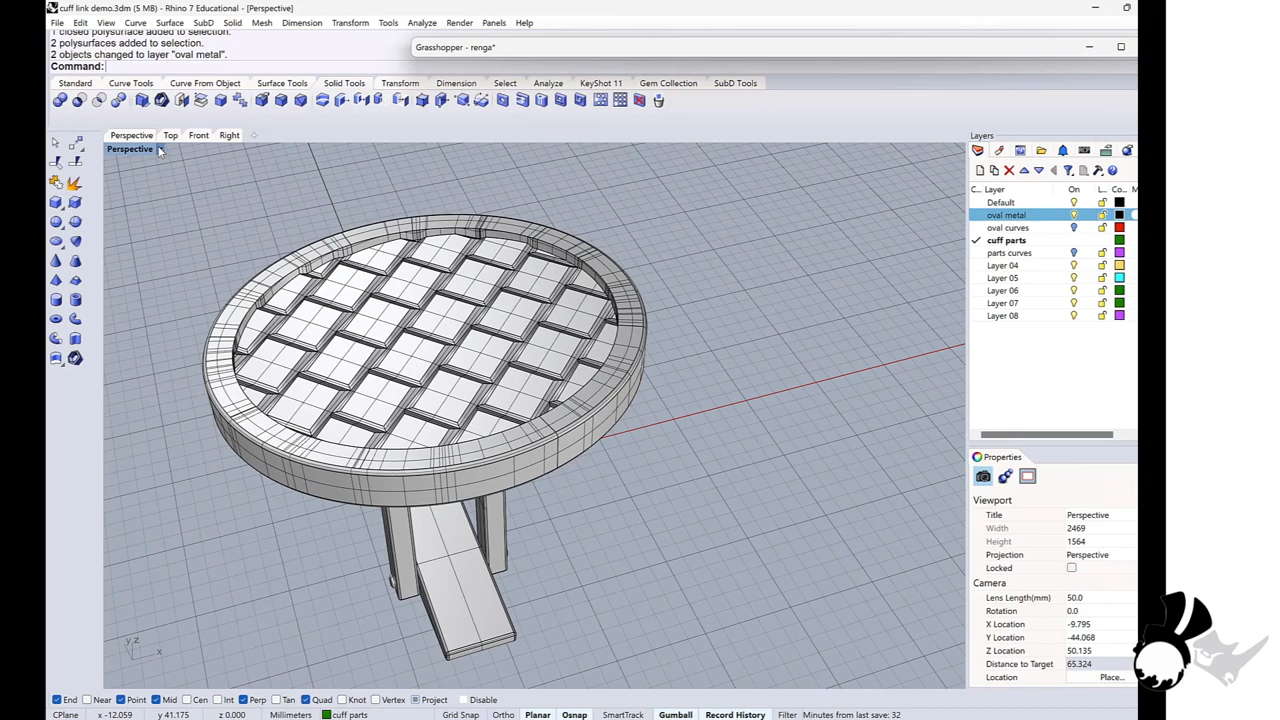 cuff link demo.3dm (5 MB) - Rhino 7 Educational - [Perspective]
File Edit View Curve Surface SubD Solid Mesh Dimension Transform Tools Analyze Render Panels Help
1 closed polysurface added to selection.
2 polysurfaces added to selection.
2 objects changed to layer "oval metal".
Command:
Grasshopper - renga*
Standard Curve Tools Curve From Object Surface Tools Solid Tools Transform Dimension Select Analyze KeyShot 11 Gem Collection SubD Tools
Perspective Top Front Right
Perspective
Layers
C... Layer On L... Co... M
Default
oval metal
oval curves
cuff parts
parts curves
Layer 04
Layer 05
Layer 06
Layer 07
Layer 08
Properties
Viewport
Title Perspective
Width 2469
Height 1564
Projection Perspective
Locked
Camera
Lens Length(mm) 50.0
Rotation 0.0
X Location -9.795
Y Location -44.068
Z Location 50.135
Distance to Target 65.324
Location Place...
y z
x
End Near Point Mid Cen Int Perp Tan Quad Knot Vertex Project Disable
CPlane x -12.059 y 41.175 z 0.000 Millimeters cuff parts Grid Snap Ortho Planar Osnap SmartTrack Gumball Record History Filter Minutes from last save: 32